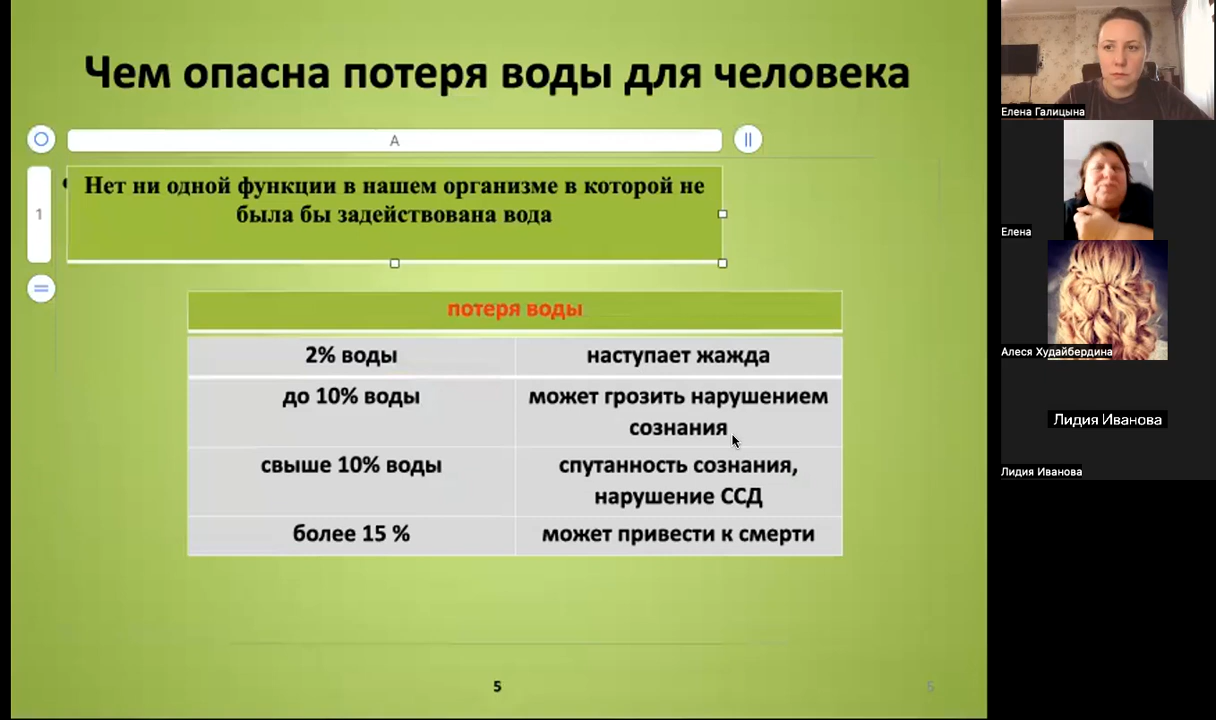 Чем опасна потеря воды для человека
A
1
Нет ни одной функции в нашем организме в которой не
была бы задействована вода
потеря воды
2% воды
наступает жажда
до 10% воды
может грозить нарушением
сознания
свыше 10% воды
спутанность сознания,
нарушение ССД
более 15 %
может привести к смерти
5
5
Елена Галицына
Елена
Алеся Худайбердина
Лидия Иванова
Лидия Иванова